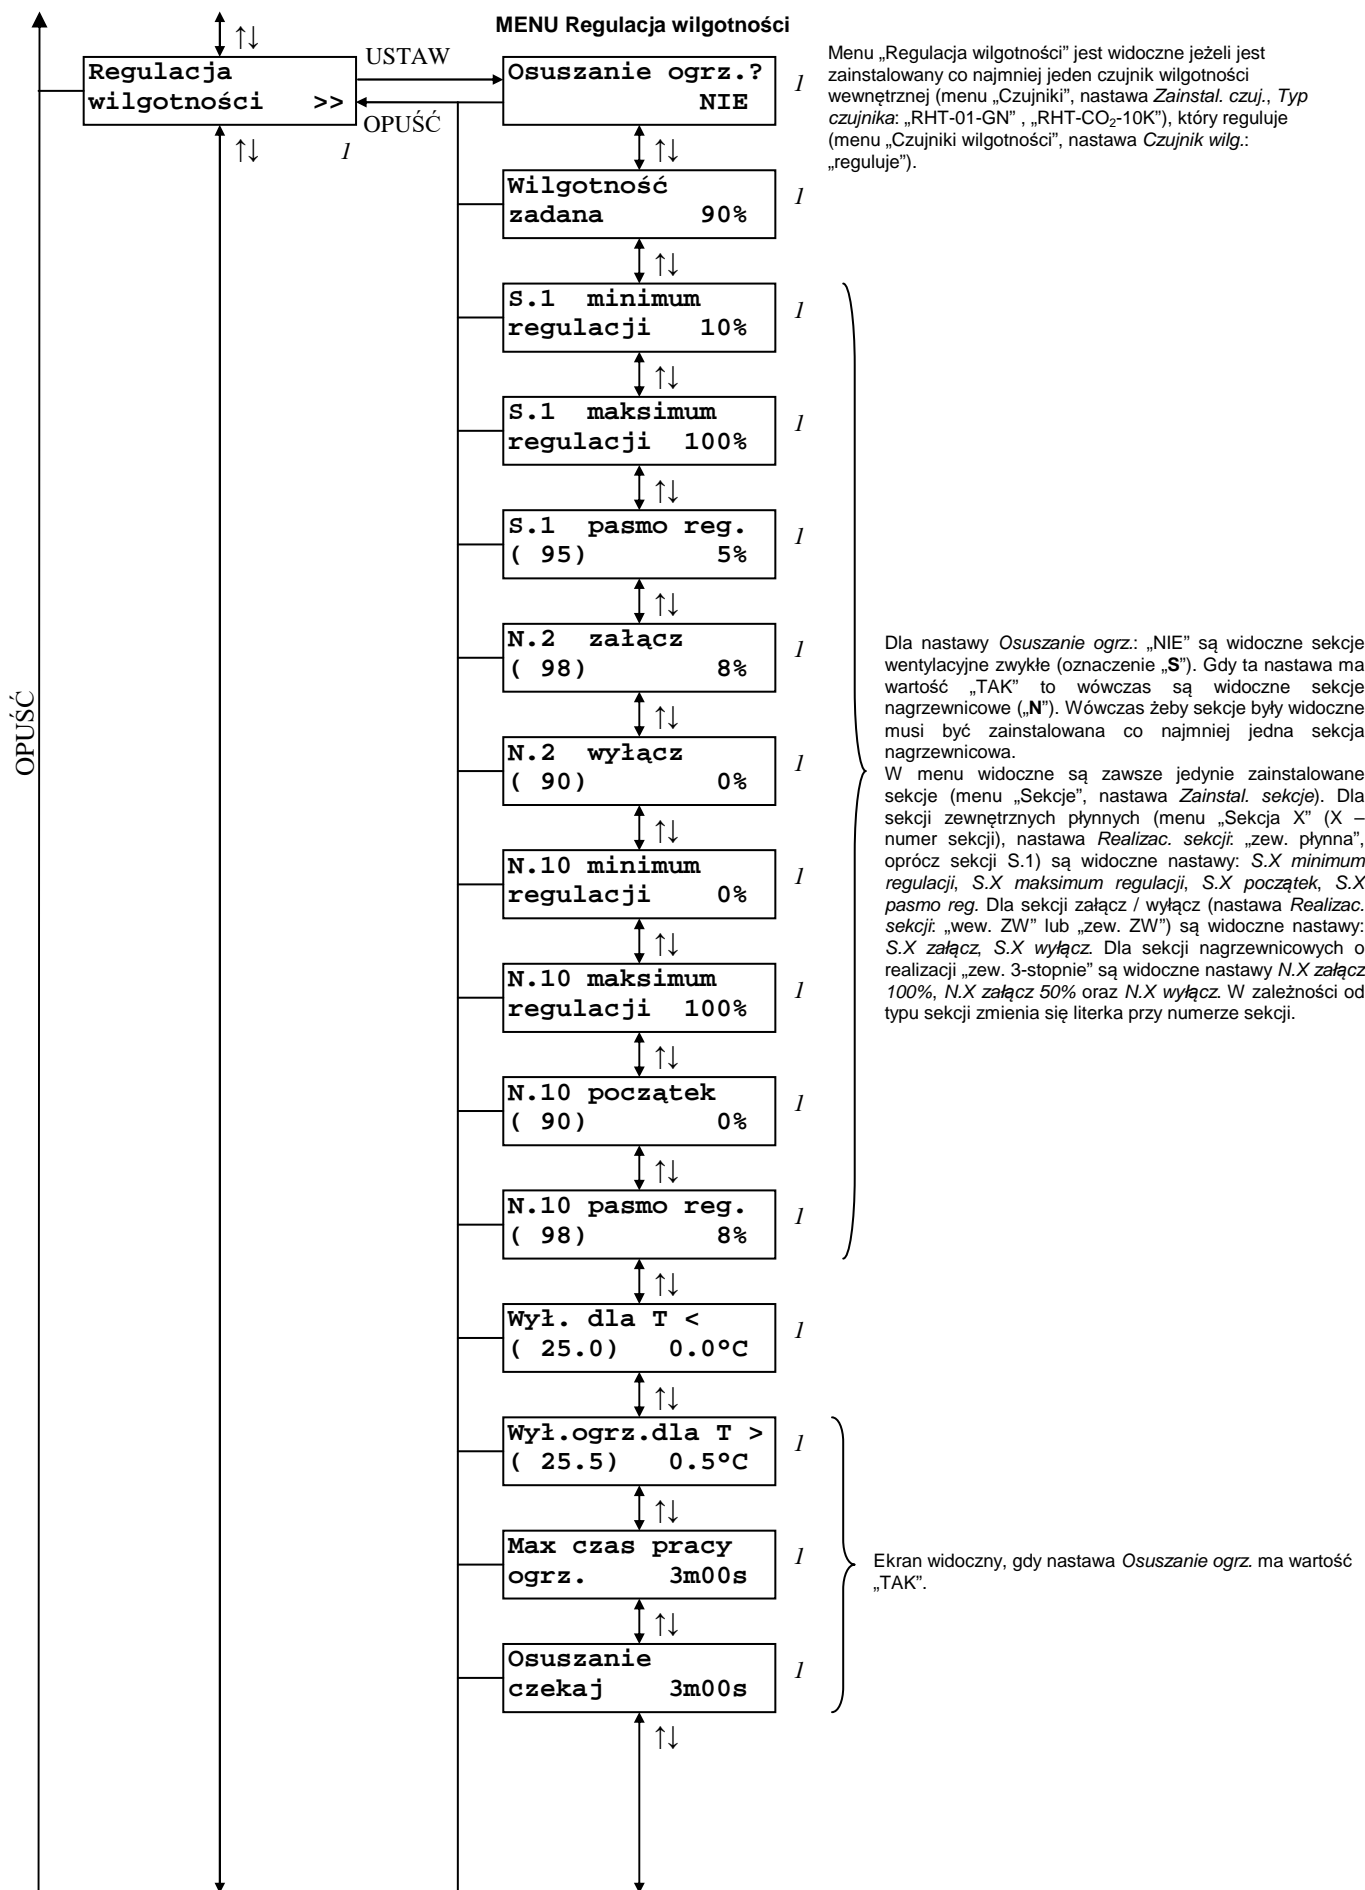 MENU Regulacja wilgotności
↑↓
Regulacja
wilgotności >>
USTAW
OPUŚĆ
↑↓
1
OPUŚĆ
Osuszanie ogrz.?
NIE
1
↑↓
Wilgotność
zadana 90%
1
↑↓
S.1 minimum
regulacji 10%
1
↑↓
S.1 maksimum
regulacji 100%
1
↑↓
S.1 pasmo reg.
( 95) 5%
1
↑↓
N.2 załącz
( 98) 8%
1
↑↓
N.2 wyłącz
( 90) 0%
1
↑↓
N.10 minimum
regulacji 0%
1
↑↓
N.10 maksimum
regulacji 100%
1
↑↓
N.10 początek
( 90) 0%
1
↑↓
N.10 pasmo reg.
( 98) 8%
1
↑↓
Wył. dla T <
( 25.0) 0.0°C
1
↑↓
Wył.ogrz.dla T >
( 25.5) 0.5°C
1
↑↓
Max czas pracy
ogrz. 3m00s
1
↑↓
Osuszanie
czekaj 3m00s
1
↑↓
Menu „Regulacja wilgotności” jest widoczne jeżeli jest
zainstalowany co najmniej jeden czujnik wilgotności
wewnętrznej (menu „Czujniki”, nastawa Zainstal. czuj., Typ
czujnika: „RHT-01-GN” , „RHT-CO₂-10K”), który reguluje
(menu „Czujniki wilgotności”, nastawa Czujnik wilg.:
„reguluje”).
Dla nastawy Osuszanie ogrz.: „NIE” są widoczne sekcje
wentylacyjne zwykłe (oznaczenie „S”). Gdy ta nastawa ma
wartość „TAK” to wówczas są widoczne sekcje
nagrzewnicowe („N”). Wówczas żeby sekcje były widoczne
musi być zainstalowana co najmniej jedna sekcja
nagrzewnicowa.
W menu widoczne są zawsze jedynie zainstalowane
sekcje (menu „Sekcje”, nastawa Zainstal. sekcje). Dla
sekcji zewnętrznych płynnych (menu „Sekcja X” (X –
numer sekcji), nastawa Realizac. sekcji: „zew. płynna”,
oprócz sekcji S.1) są widoczne nastawy: S.X minimum
regulacji, S.X maksimum regulacji, S.X początek, S.X
pasmo reg. Dla sekcji załącz / wyłącz (nastawa Realizac.
sekcji: „wew. ZW” lub „zew. ZW”) są widoczne nastawy:
S.X załącz, S.X wyłącz. Dla sekcji nagrzewnicowych o
realizacji „zew. 3-stopnie” są widoczne nastawy N.X załącz
100%, N.X załącz 50% oraz N.X wyłącz. W zależności od
typu sekcji zmienia się literka przy numerze sekcji.
Ekran widoczny, gdy nastawa Osuszanie ogrz. ma wartość
„TAK”.